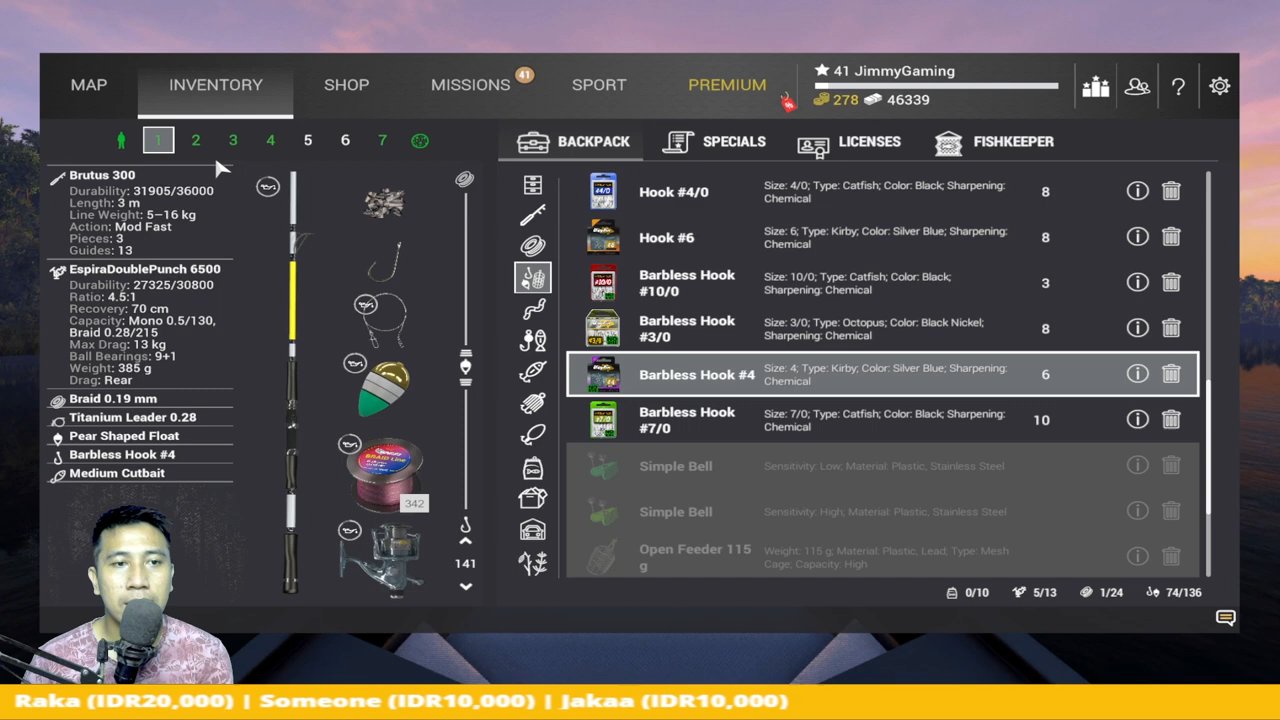 MAP
INVENTORY
SHOP
MISSIONS
41
SPORT
PREMIUM
41 JimmyGaming
278 46339
?
1 2 3 4 5 6 7
BACKPACK
SPECIALS
LICENSES
FISHKEEPER
Brutus 300
Durability: 31905/36000
Length: 3 m
Line Weight: 5–16 kg
Action: Mod Fast
Pieces: 3
Guides: 13
EspiraDoublePunch 6500
Durability: 27325/30800
Ratio: 4.5:1
Recovery: 70 cm
Capacity: Mono 0.5/130,
Braid 0.28/215
Max Drag: 13 kg
Ball Bearings: 9+1
Weight: 385 g
Drag: Rear
Braid 0.19 mm
Titanium Leader 0.28
Pear Shaped Float
Barbless Hook #4
Medium Cutbait
BRAID Line
342
141
Hook #4/0
Size: 4/0; Type: Catfish; Color: Black; Sharpening:
Chemical
8
Hook #6
Size: 6; Type: Kirby; Color: Silver Blue; Sharpening:
Chemical
8
Barbless Hook
#10/0
Size: 10/0; Type: Catfish; Color: Black;
Sharpening: Chemical
3
Barbless Hook
#3/0
Size: 3/0; Type: Octopus; Color: Black Nickel;
Sharpening: Chemical
8
Barbless Hook #4
Size: 4; Type: Kirby; Color: Silver Blue; Sharpening:
Chemical
6
Barbless Hook
#7/0
Size: 7/0; Type: Catfish; Color: Black; Sharpening:
Chemical
10
Simple Bell
Sensitivity: Low; Material: Plastic, Stainless Steel
Simple Bell
Sensitivity: High; Material: Plastic, Stainless Steel
Open Feeder 115
g
Weight: 115 g; Material: Plastic, Lead; Type: Mesh
Cage; Capacity: High
0/10 5/13 1/24 74/136
Raka (IDR20,000) | Someone (IDR10,000) | Jakaa (IDR10,000)